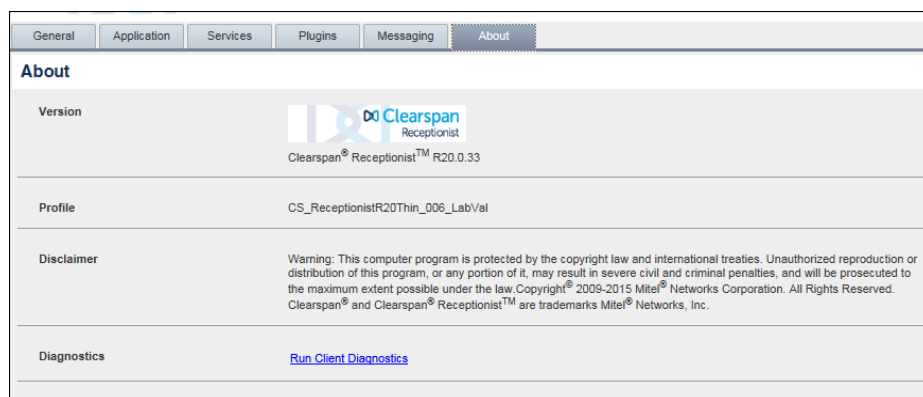 General Application Services Plugins Messaging About
About
Version
Clearspan
Receptionist
Clearspan® Receptionist™ R20.0.33
Profile CS_ReceptionistR20Thin_006_LabVal
Disclaimer Warning: This computer program is protected by the copyright law and international treaties. Unauthorized reproduction or
distribution of this program, or any portion of it, may result in severe civil and criminal penalties, and will be prosecuted to
the maximum extent possible under the law.Copyright© 2009-2015 Mitel® Networks Corporation. All Rights Reserved.
Clearspan® and Clearspan® Receptionist™ are trademarks Mitel® Networks, Inc.
Diagnostics Run Client Diagnostics